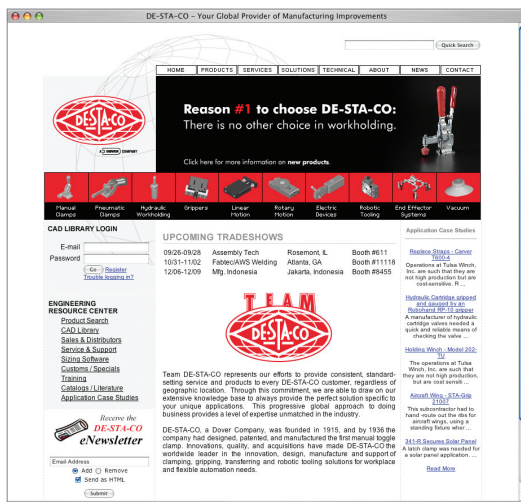 DE-STA-CO – Your Global Provider of Manufacturing Improvements
Quick Search
HOME PRODUCTS SERVICES SOLUTIONS TECHNICAL ABOUT NEWS CONTACT
DE-STA-CO
A DOVER COMPANY
Reason #1 to choose DE-STA-CO:
There is no other choice in workholding.
Click here for more information on new products.
Manual Clamps
Pneumatic Clamps
Hydraulic Workholding
Grippers
Linear Motion
Rotary Motion
Electric Devices
Robotic Tooling
End Effector Systems
Vacuum
CAD LIBRARY LOGIN
E-mail
Password
Go Register
Trouble logging in?
ENGINEERING
RESOURCE CENTER
Product Search
CAD Library
Sales & Distributors
Service & Support
Sizing Software
Customs / Specials
Training
Catalogs / Literature
Application Case Studies
Receive the
DE-STA-CO
eNewsletter
Email Address
Add Remove
Send as HTML
Submit
UPCOMING TRADESHOWS
09/26-09/28 Assembly Tech Rosemont, IL Booth #611
10/31-11/02 Fabtec/AWS Welding Atlanta, GA Booth #11118
12/06-12/09 Mfg. Indonesia Jakarta, Indonesia Booth #8455
TEAM
DE-STA-CO
Team DE-STA-CO represents our efforts to provide consistent, standard-
setting service and products to every DE-STA-CO customer, regardless of
geographic location. Through this commitment, we are able to draw on our
extensive knowledge base to always provide the perfect solution specific to
your unique applications. This progressive global approach to doing
business provides a level of expertise unmatched in the industry.
DE-STA-CO, a Dover Company, was founded in 1915, and by 1936 the
company had designed, patented, and manufactured the first manual toggle
clamp. Innovations, quality, and acquisitions have made DE-STA-CO the
worldwide leader in the innovation, design, manufacture and support of
clamping, gripping, transferring and robotic tooling solutions for workplace
and flexible automation needs.
Application Case Studies
Replace Straps - Carver
T600-4
Operations at Tulsa Winch,
Inc. are such that they are
not high production but are
cost-sensitive. R ...
Hydraulic Cartridge gripped
and gauged by an
Rubrohand RP-10 gripper
A manufacturer of hydraulic
cartridge valves needed a
quick and reliable means of
checking the valve ...
Holding Winch - Model 202-
TU
The operations at Tulsa
Winch, Inc. are such that
they are not high production,
but are cost sensiti ...
Aircraft Wing - STA-Grip
21007
This subcontractor had to
hand -route out the ribs for
aircraft wings, using a
standing fixture wher ...
341-R Secures Solar Panel
A latch clamp was needed for
a solar panel application. ...
Read More